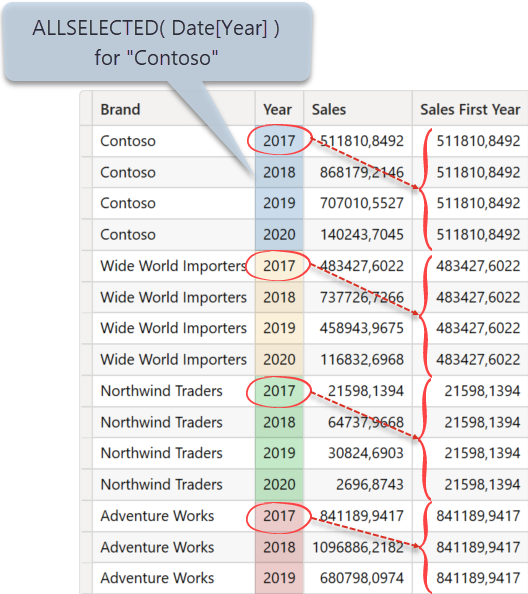 ALLSELECTED( Date[Year] )
for "Contoso"
Brand Year Sales Sales First Year
Contoso 2017 511810,8492 511810,8492
Contoso 2018 868179,2146 511810,8492
Contoso 2019 707010,5527 511810,8492
Contoso 2020 140243,7045 511810,8492
Wide World Importers 2017 483427,6022 483427,6022
Wide World Importers 2018 737726,7266 483427,6022
Wide World Importers 2019 458943,9675 483427,6022
Wide World Importers 2020 116832,6968 483427,6022
Northwind Traders 2017 21598,1394 21598,1394
Northwind Traders 2018 64737,9668 21598,1394
Northwind Traders 2019 30824,6903 21598,1394
Northwind Traders 2020 2696,8743 21598,1394
Adventure Works 2017 841189,9417 841189,9417
Adventure Works 2018 1096886,2182 841189,9417
Adventure Works 2019 680798,0974 841189,9417